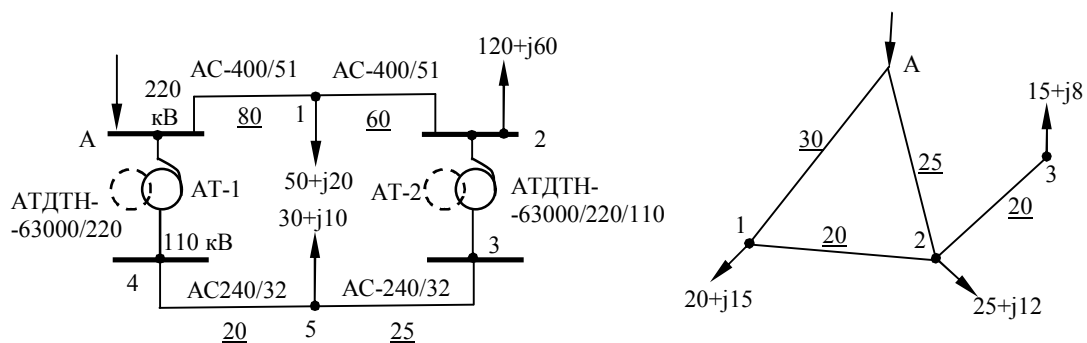 120+j60
АС-400/51 АС-400/51
220
кВ
80
1
60
А
2
АТДТН-
-63000/220
АТ-1
50+j20
30+j10
АТ-2
АТДТН-
-63000/220/110
110 кВ
4
3
АС240/32
АС-240/32
20
5
25
А
15+j8
30
25
3
20
1
20
2
20+j15
25+j12